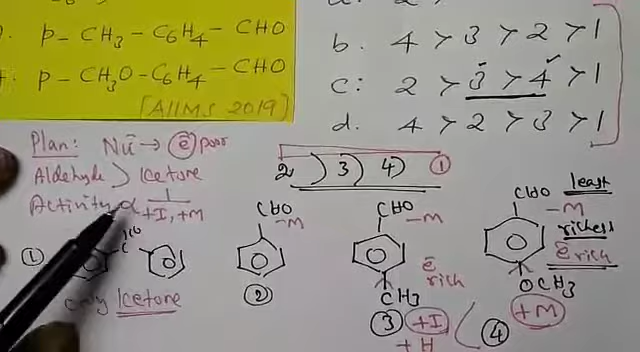 p - CH3 - C6H4 - CHO
p - CH3O - C6H4 - CHO
[AIIMS 2019]
b. 4 > 3 > 2 > 1
c: 2 > 3 > 4 > 1
d. 4 > 2 > 3 > 1
Plan: Nū → ē poor
Aldehyde > Ketone
Activity ∝ 1
+I, +M
2 > 3 > 4 > 1
CHO
-M
CHO
-M
CHO
-M
least
richest
ē rich
1
2
ē
rich
CH3
OCH3
only Ketone
3 +I
+H
4
+M